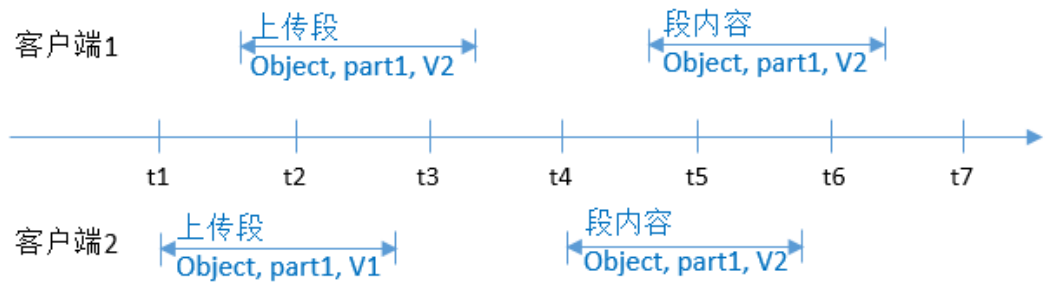 上传段
段内容
客户端1
Object, part1, V2
Object, part1, V2
t1 t2 t3 t4 t5 t6 t7
上传段
段内容
客户端2
Object, part1, V1
Object, part1, V2